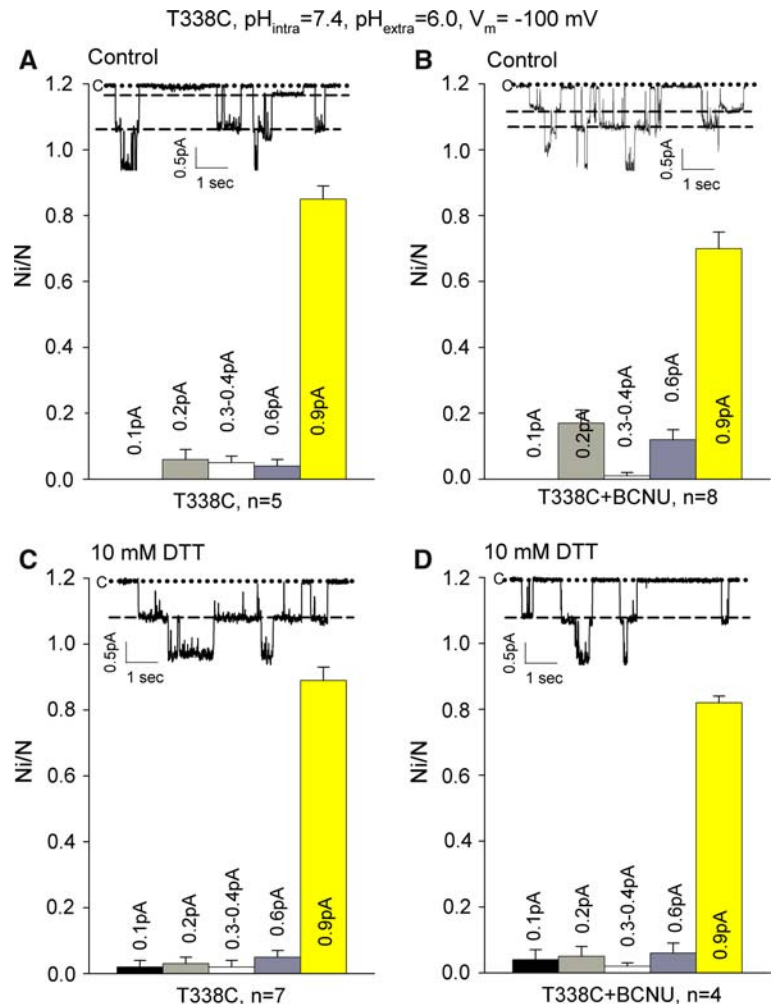 T338C, pH_intra=7.4, pH_extra=6.0, V_m= -100 mV
A
Control
C
0.5pA
1 sec
Ni/N
1.2
1.0
0.8
0.6
0.4
0.2
0.0
0.1pA
0.2pA
0.3-0.4pA
0.6pA
0.9pA
T338C, n=5
B
Control
C
0.5pA
1 sec
Ni/N
1.2
1.0
0.8
0.6
0.4
0.2
0.0
0.1pA
0.2pA
0.3-0.4pA
0.6pA
0.9pA
T338C+BCNU, n=8
C
10 mM DTT
C
0.5pA
1 sec
Ni/N
1.2
1.0
0.8
0.6
0.4
0.2
0.0
0.1pA
0.2pA
0.3-0.4pA
0.6pA
0.9pA
T338C, n=7
D
10 mM DTT
C
0.5pA
1 sec
Ni/N
1.2
1.0
0.8
0.6
0.4
0.2
0.0
0.1pA
0.2pA
0.3-0.4pA
0.6pA
0.9pA
T338C+BCNU, n=4